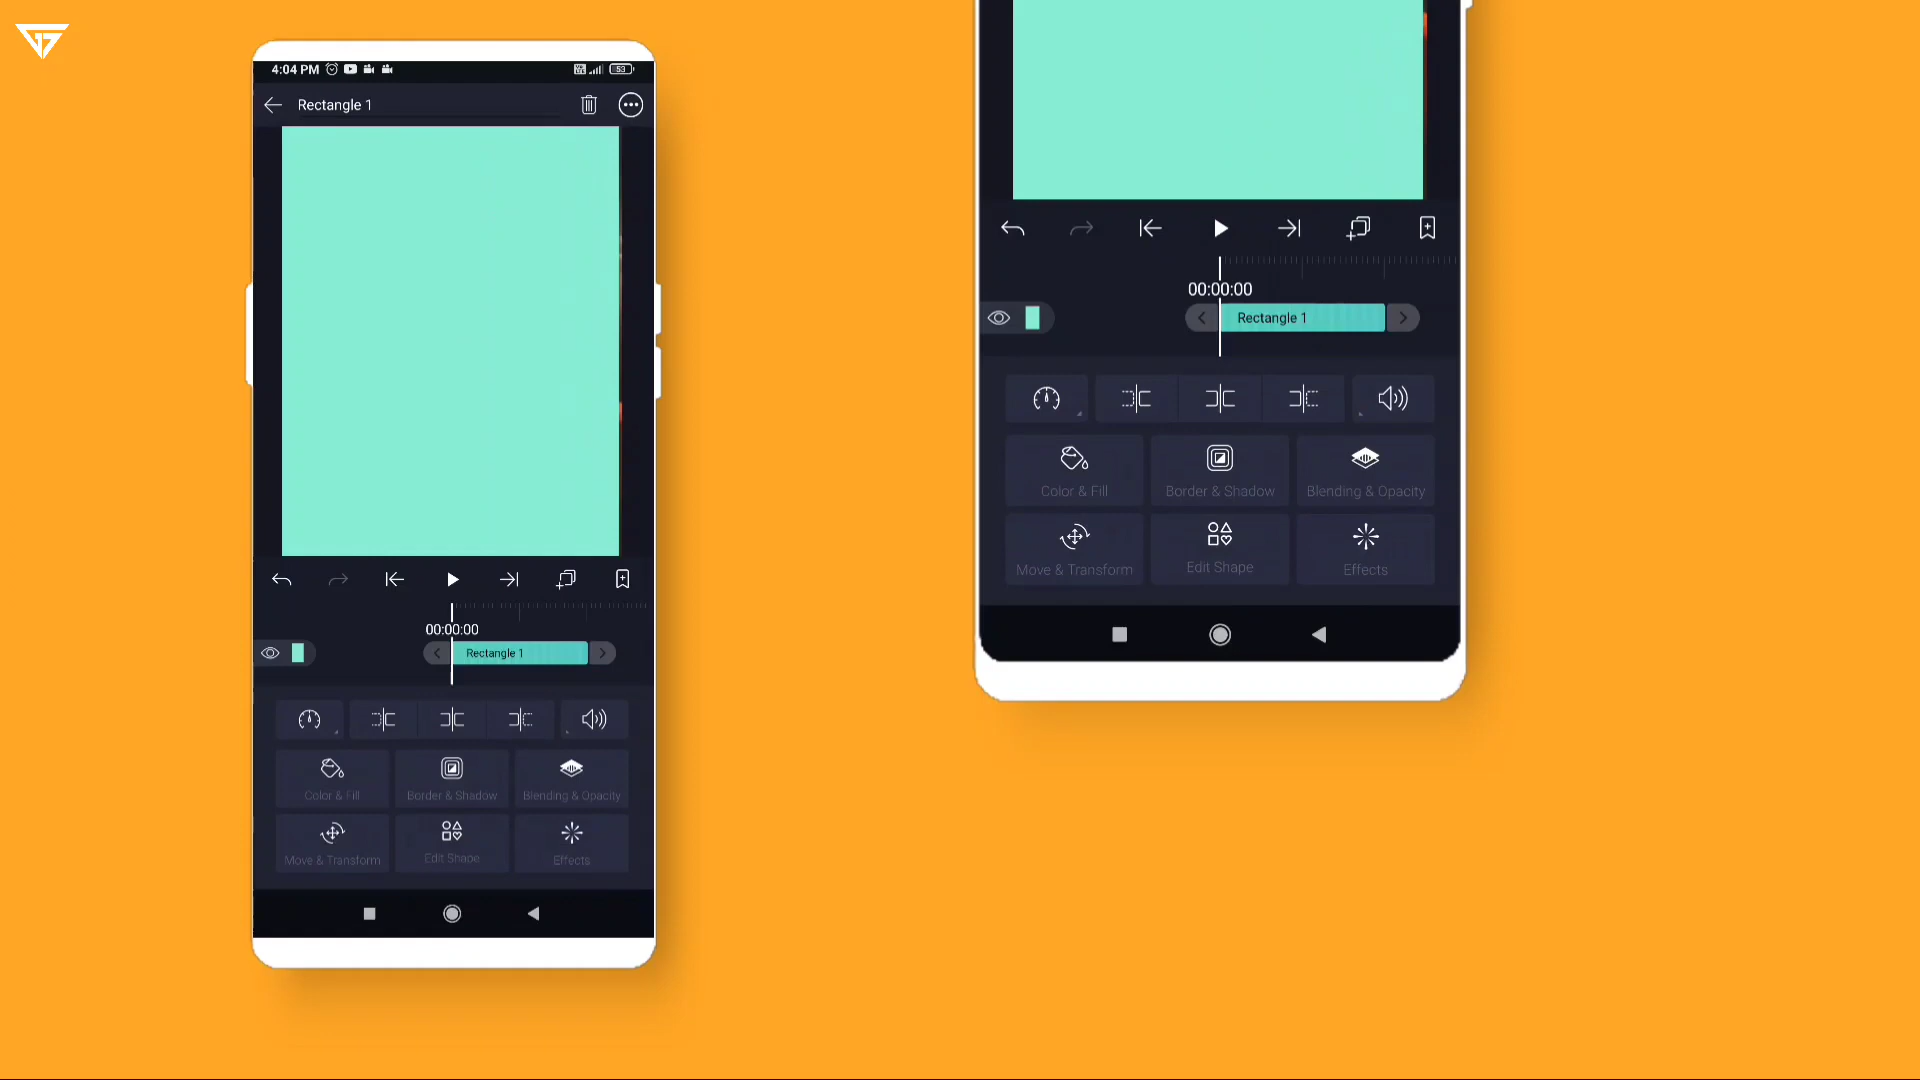 4:04 PM
53
Rectangle 1
00:00:00
Rectangle 1
Color & Fill
Border & Shadow
Blending & Opacity
Move & Transform
Edit Shape
Effects
00:00:00
Rectangle 1
Color & Fill
Border & Shadow
Blending & Opacity
Move & Transform
Edit Shape
Effects